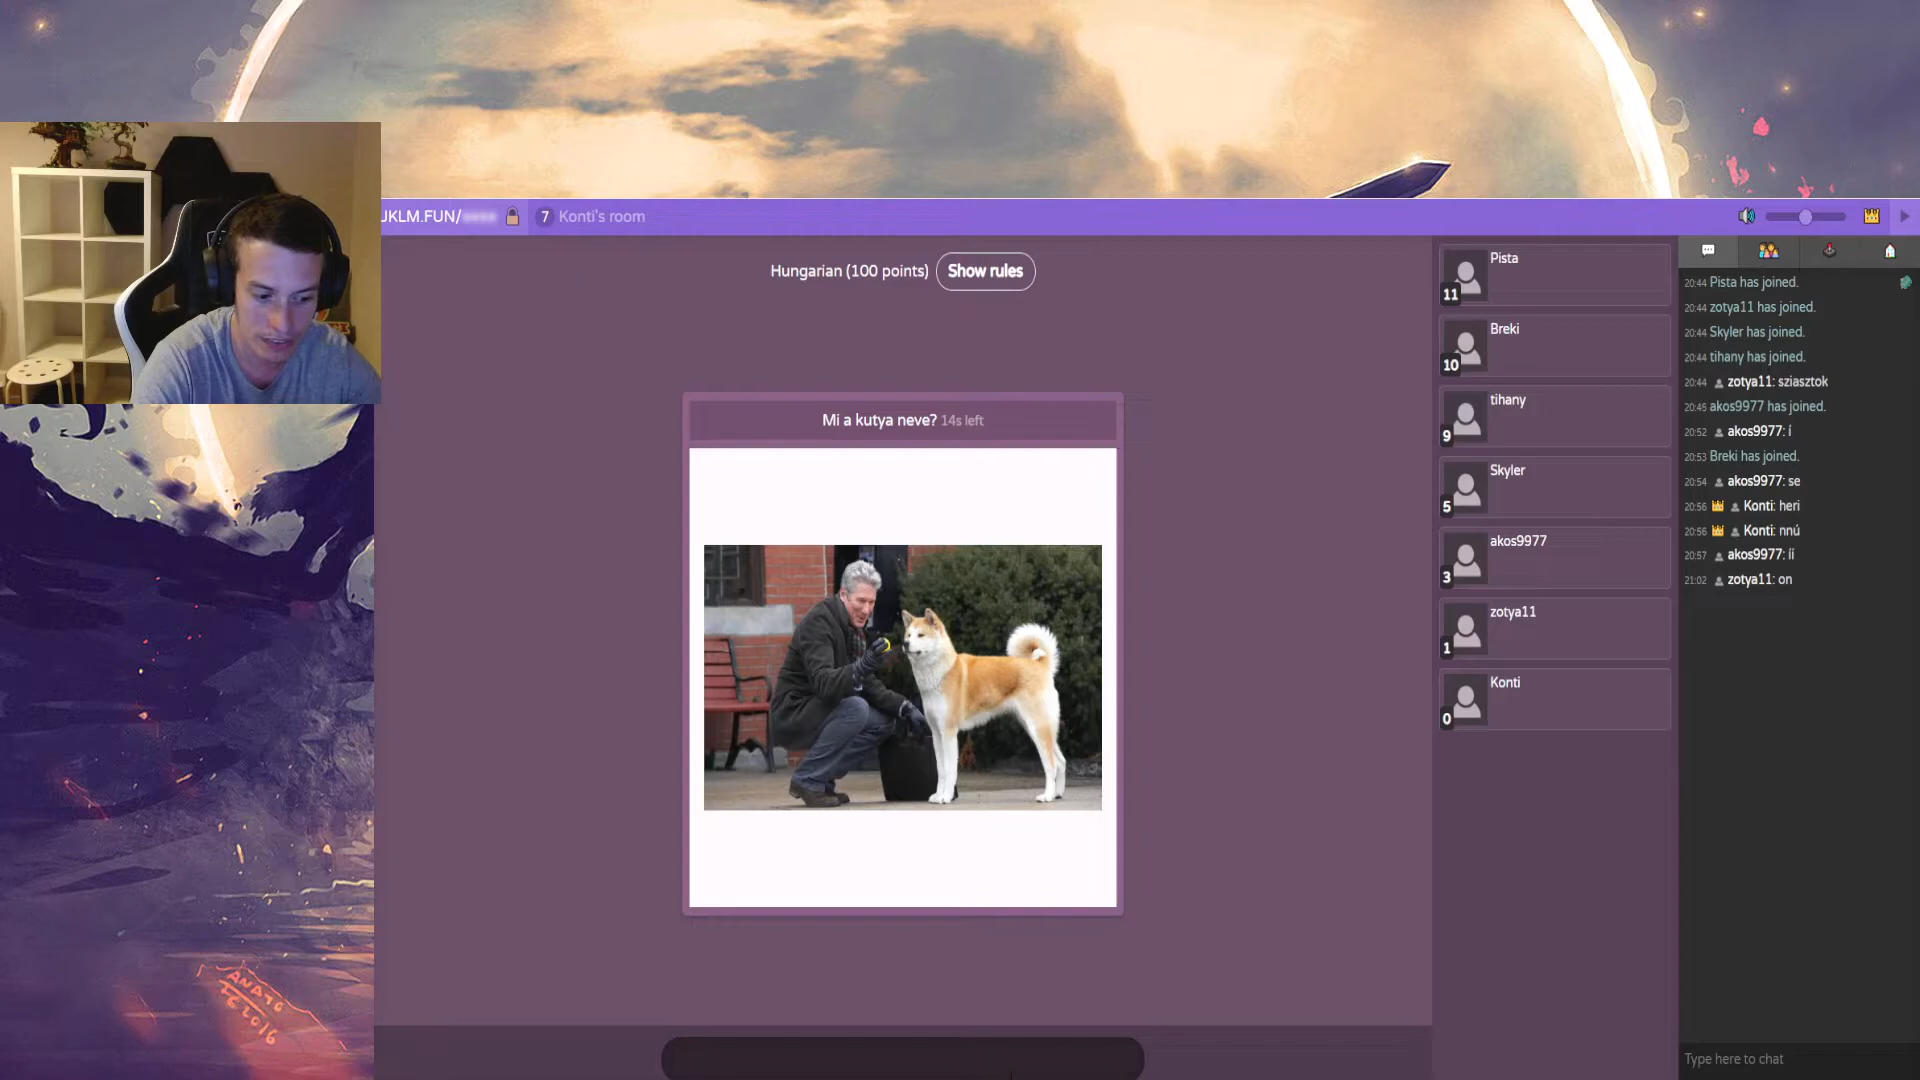 JKLM.FUN/
7 Konti's room
Hungarian (100 points) Show rules
Mi a kutya neve? 14s left
Pista
11
Breki
10
tihany
9
Skyler
5
akos9977
3
zotya11
1
Konti
0
20:44 Pista has joined.
20:44 zotya11 has joined.
20:44 Skyler has joined.
20:44 tihany has joined.
20:44 zotya11: sziasztok
20:45 akos9977 has joined.
20:52 akos9977: í
20:53 Breki has joined.
20:54 akos9977: se
20:56 Konti: heri
20:56 Konti: nnú
20:57 akos9977: íi
21:02 zotya11: on
Type here to chat
ANATO